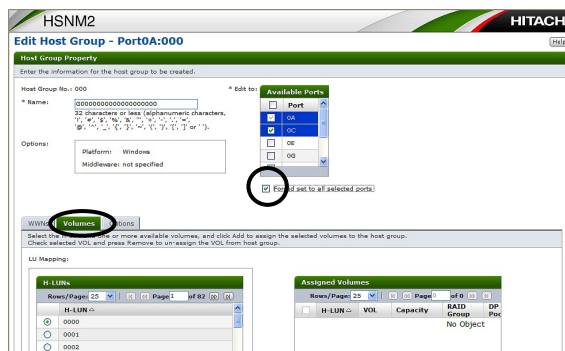 HSNM2
HITACH
Edit Host Group - Port0A:000
Help
Host Group Property
Enter the information for the host group to be created.
Host Group No.: 000
* Edit to:
Available Ports
* Name:
G00000000000000000000
Port
32 characters or less (alphanumeric characters,
'!', '#', '$', '%', '&', ''', '+', '-', '.', '=',
'@', '^', '_', '{', '}', '~', '(', ')', '[', ']' or ' ').
0A
0C
0E
0G
Options:
Platform: Windows
Middleware: not specified
Forced set to all selected ports
WWNs
Volumes
Options
Select the H-LUN and one or more available volumes, and click Add to assign the selected volumes to the host group.
Check selected VOL and press Remove to un-assign the VOL from host group.
LU Mapping:
H-LUNs
Rows/Page: 25
Page 1 of 82
H-LUN
0000
0001
0002
Assigned Volumes
Rows/Page: 25
Page 0 of 0
H-LUN VOL Capacity RAID Group DP Poo
No Object